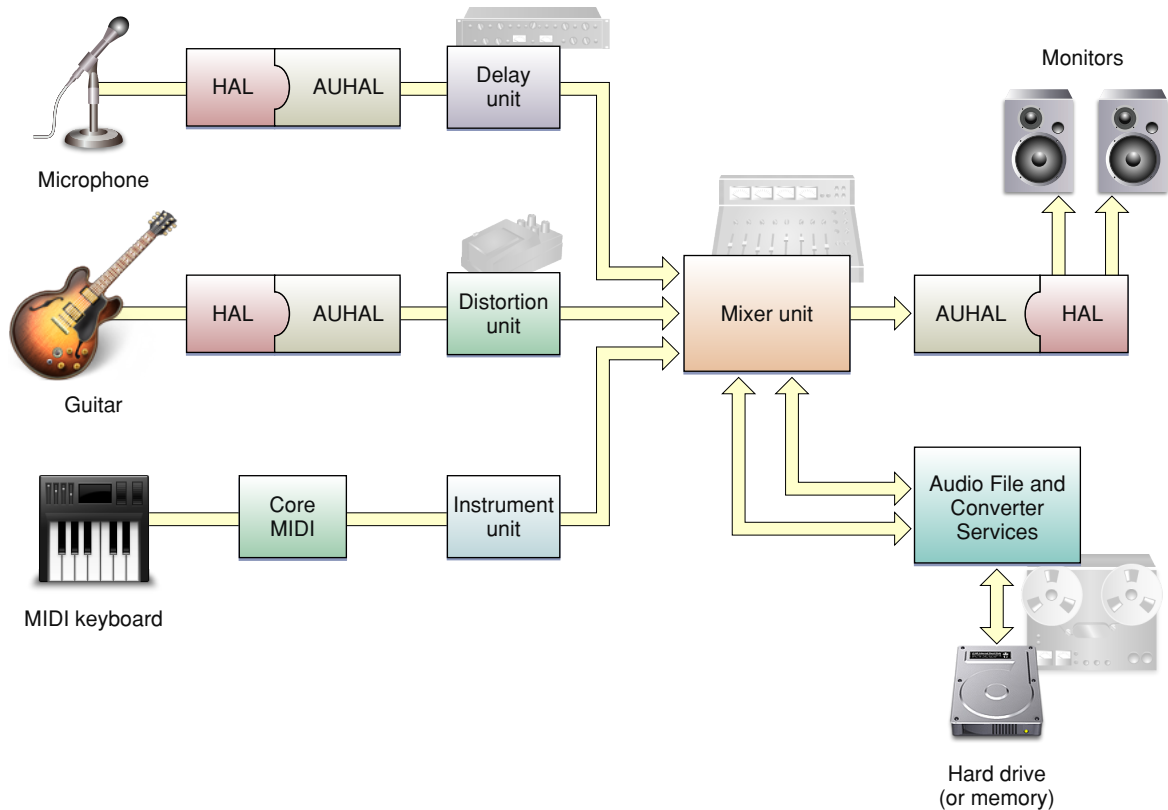 Microphone
HAL
AUHAL
Delay
unit
Guitar
HAL
AUHAL
Distortion
unit
MIDI keyboard
Core
MIDI
Instrument
unit
Mixer unit
Monitors
AUHAL
HAL
Audio File and
Converter
Services
Hard drive
(or memory)